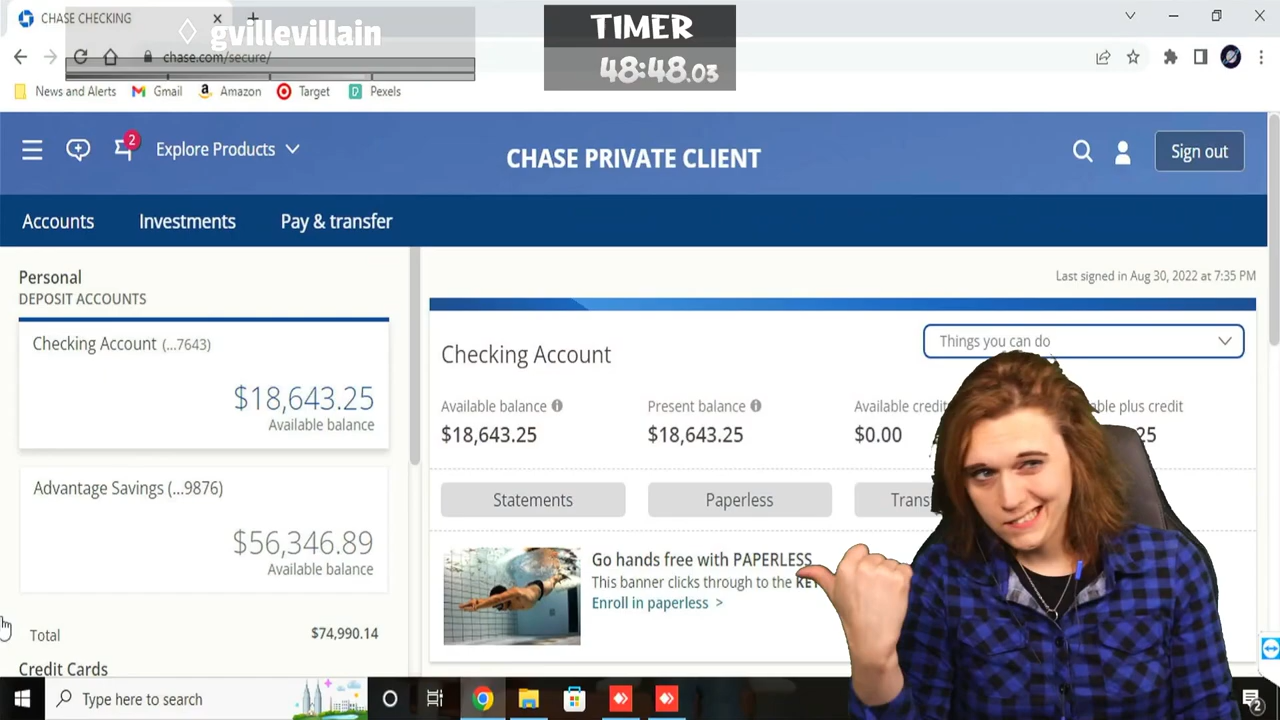 CHASE CHECKING
gvillevillain
TIMER
48:48.03
chase.com/secure/
News and Alerts Gmail Amazon Target Pexels
2
Explore Products
CHASE PRIVATE CLIENT
Sign out
Accounts Investments Pay & transfer
Last signed in Aug 30, 2022 at 7:35 PM
Personal
DEPOSIT ACCOUNTS
Checking Account (...7643)
$18,643.25
Available balance
Advantage Savings (...9876)
$56,346.89
Available balance
Total $74,990.14
Credit Cards
Things you can do
Checking Account
Available balance Present balance Available credit plus credit
$18,643.25 $18,643.25 $0.00
Statements Paperless
Go hands free with PAPERLESS
This banner clicks through to the
Enroll in paperless >
Type here to search
2